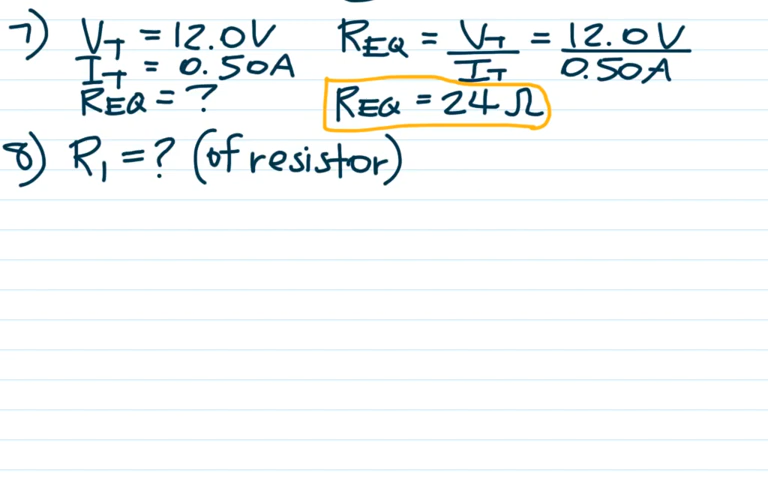 7) V_T = 12.0V   R_EQ = V_T / I_T = 12.0V / 0.50A
I_T = 0.50A
R_EQ = ?   R_EQ = 24 Ω
8) R_1 = ? (of resistor)